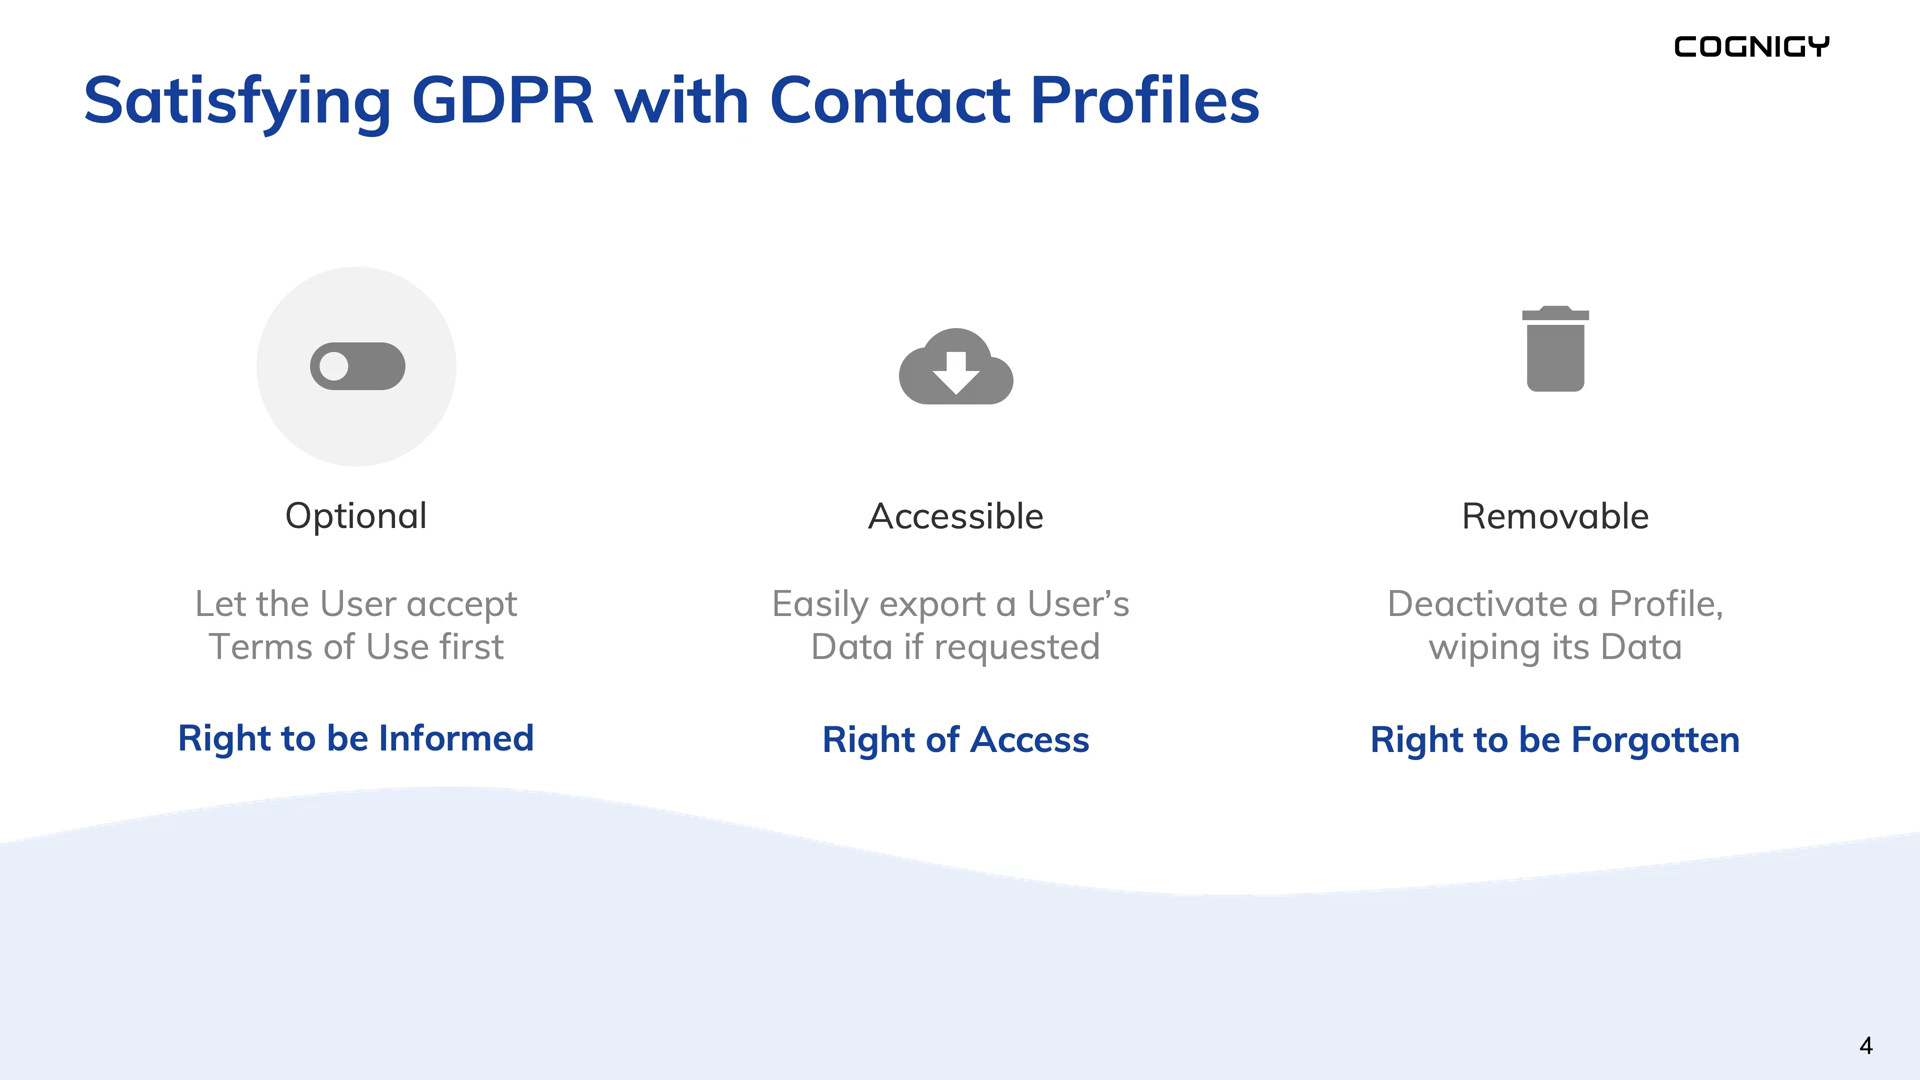 COGNIGY
Satisfying GDPR with Contact Profiles
Optional
Let the User accept
Terms of Use first
Right to be Informed
Accessible
Easily export a User’s
Data if requested
Right of Access
Removable
Deactivate a Profile,
wiping its Data
Right to be Forgotten
4